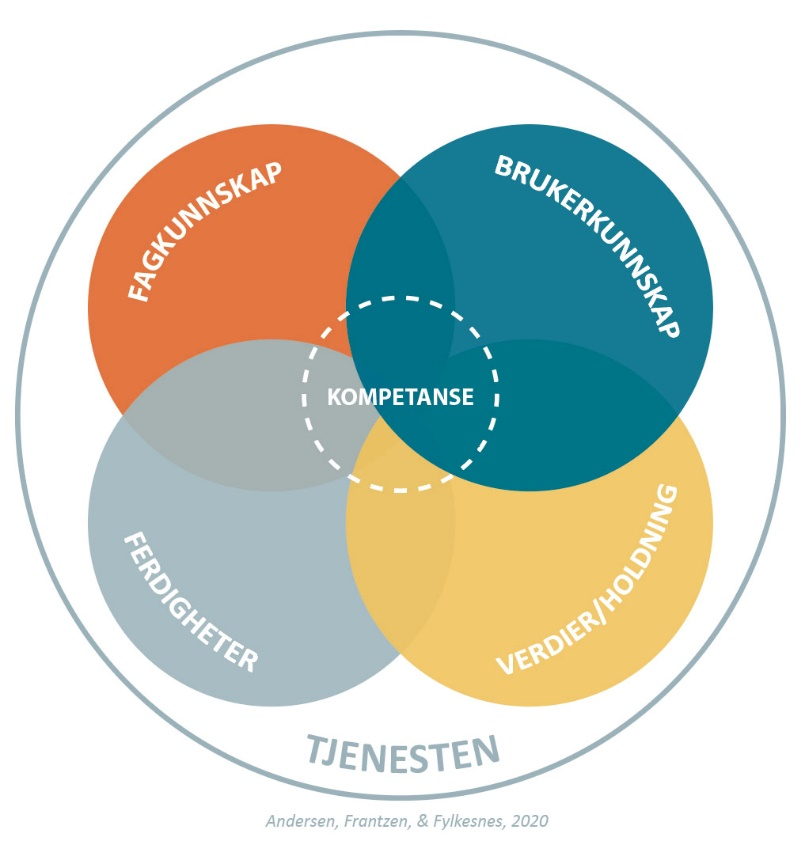 FAGKUNNSKAP
BRUKERKUNNSKAP
KOMPETANSE
FERDIGHETER
VERDIER/HOLDNING
TJENESTEN
Andersen, Frantzen, & Fylkesnes, 2020